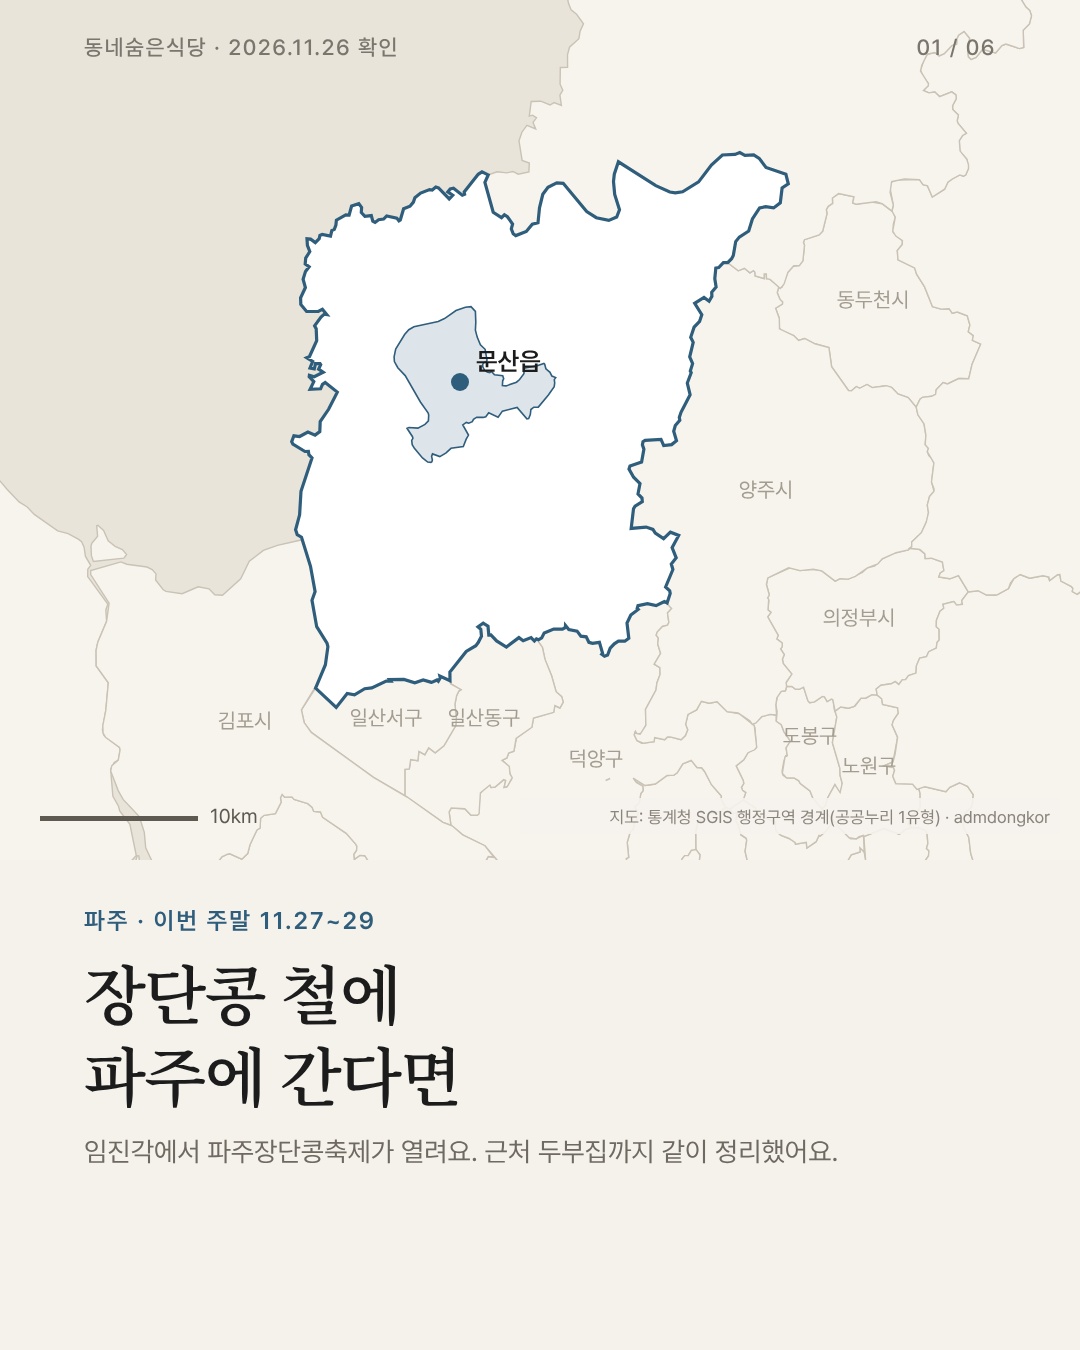 동네숨은식당 · 2026.11.26 확인
01 / 06
동두천시
문산읍
양주시
의정부시
김포시
일산서구
일산동구
도봉구
덕양구
노원구
10km
지도: 통계청 SGIS 행정구역 경계(공공누리 1유형) · admdongkor
파주 · 이번 주말 11.27~29
장단콩 철에
파주에 간다면
임진각에서 파주장단콩축제가 열려요. 근처 두부집까지 같이 정리했어요.